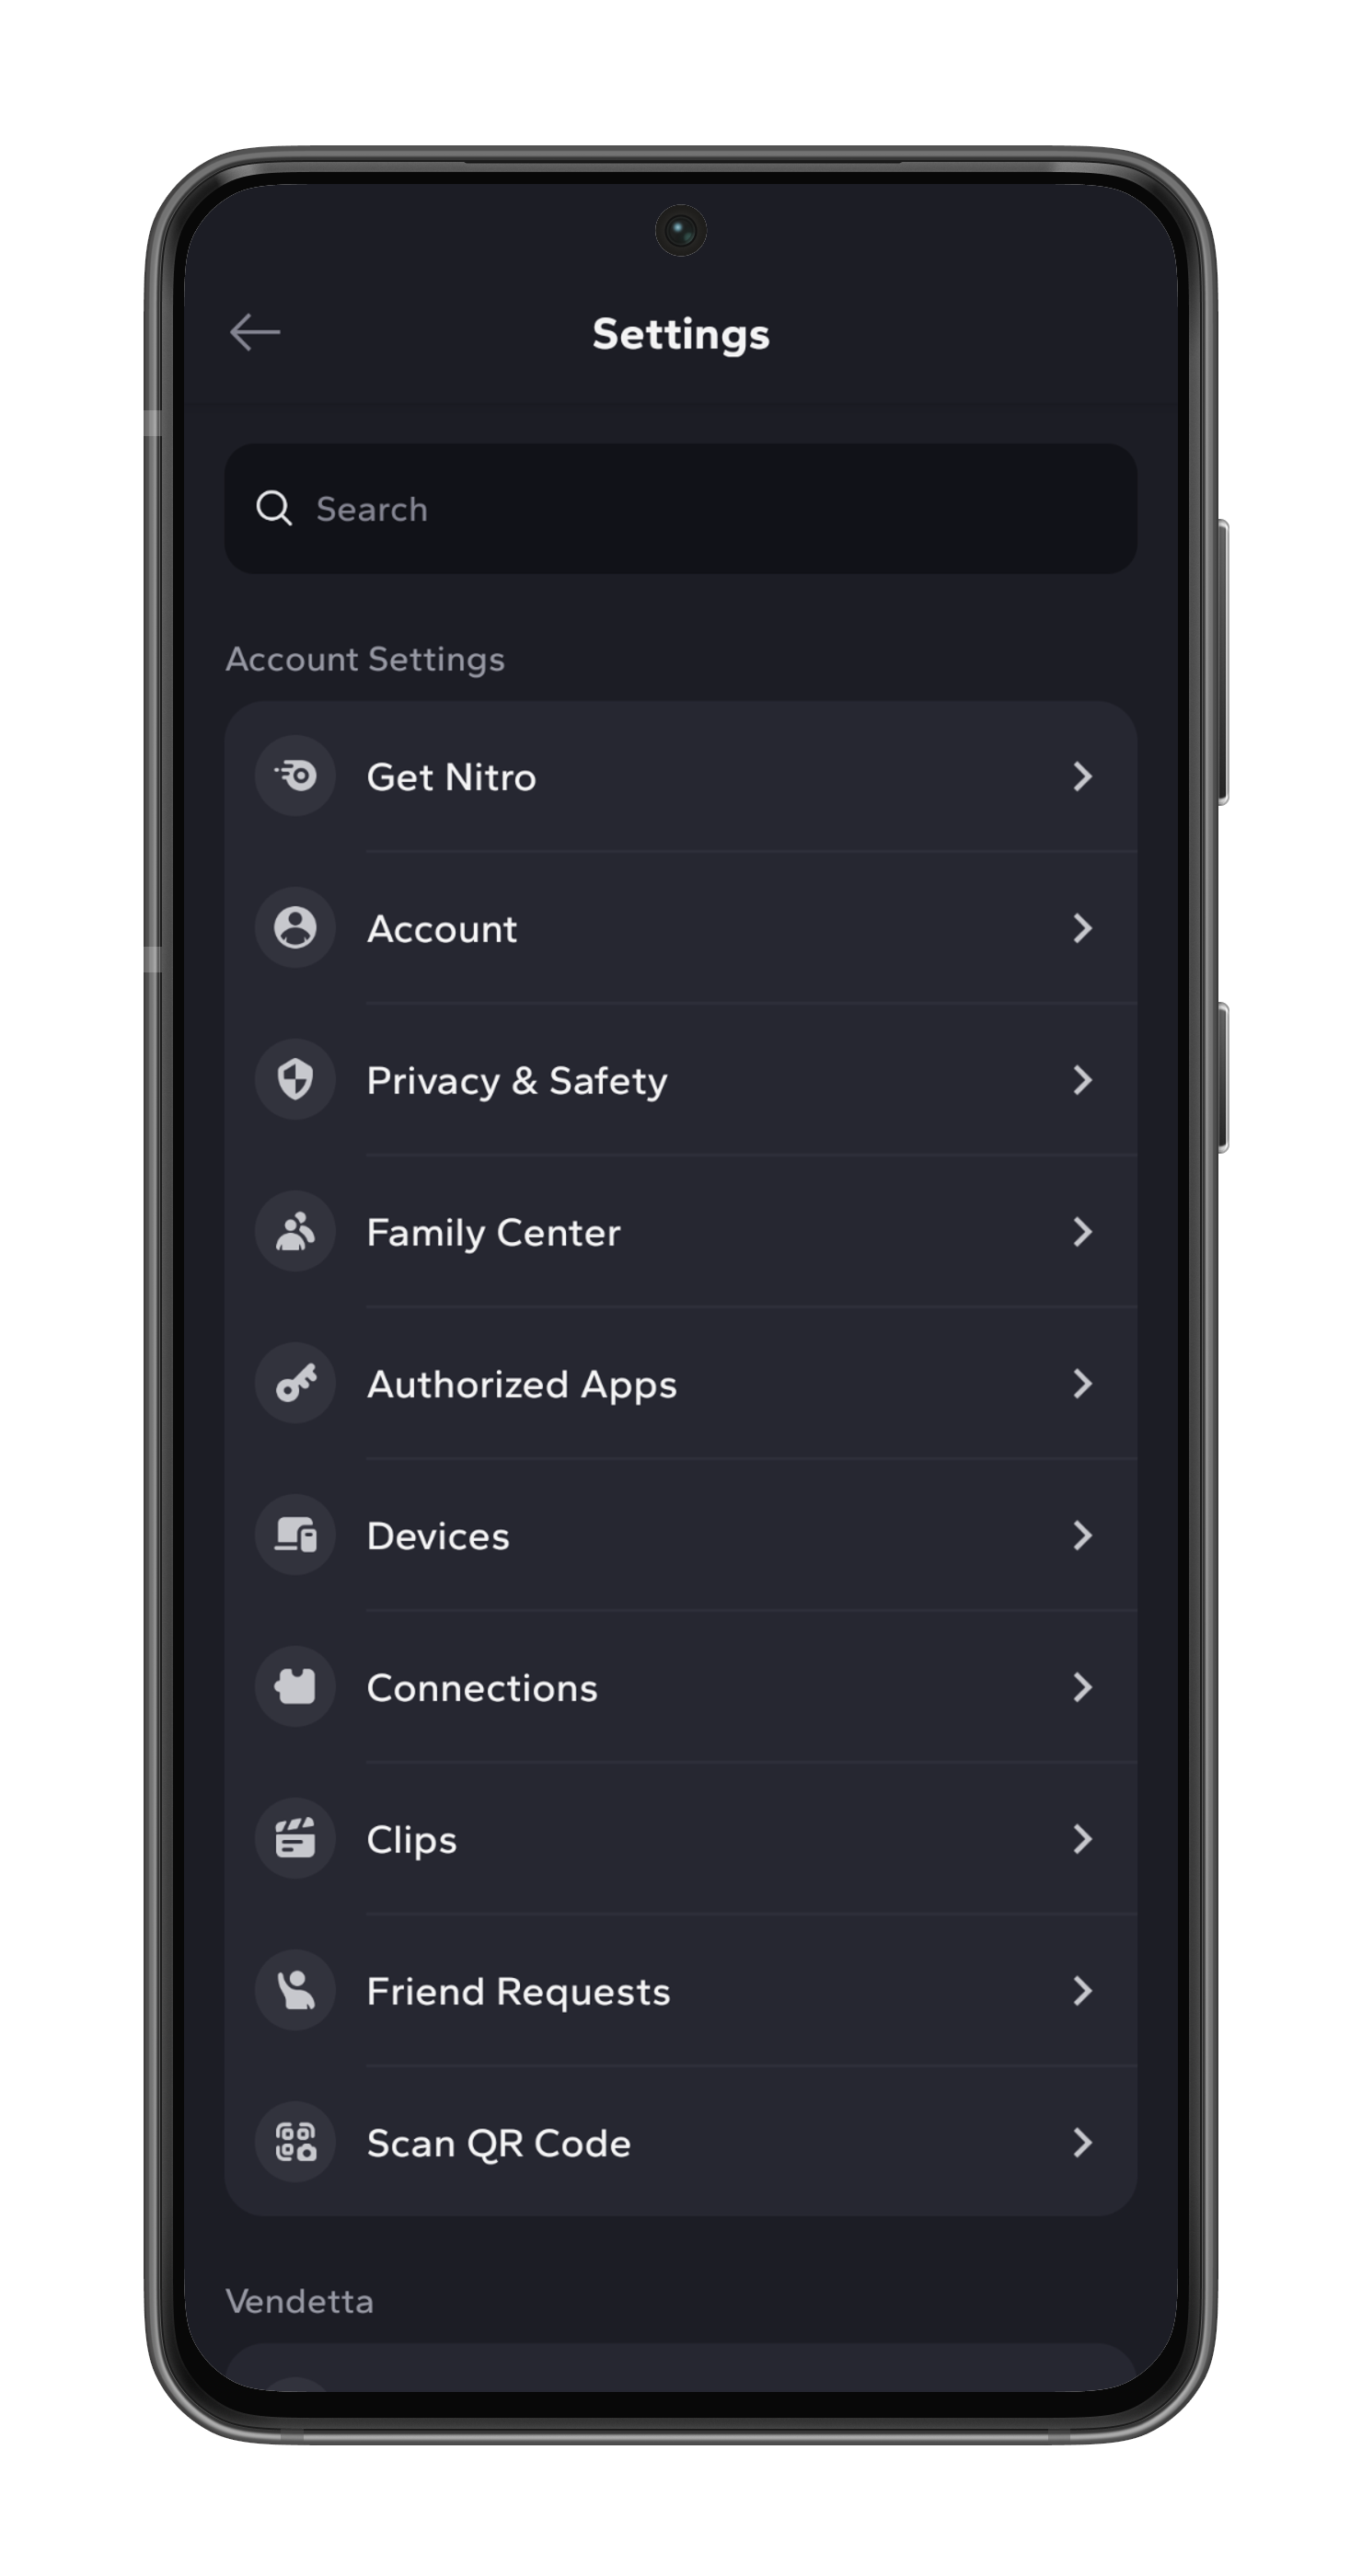 Settings
Search
Account Settings
Get Nitro
Account
Privacy & Safety
Family Center
Authorized Apps
Devices
Connections
Clips
Friend Requests
Scan QR Code
Vendetta